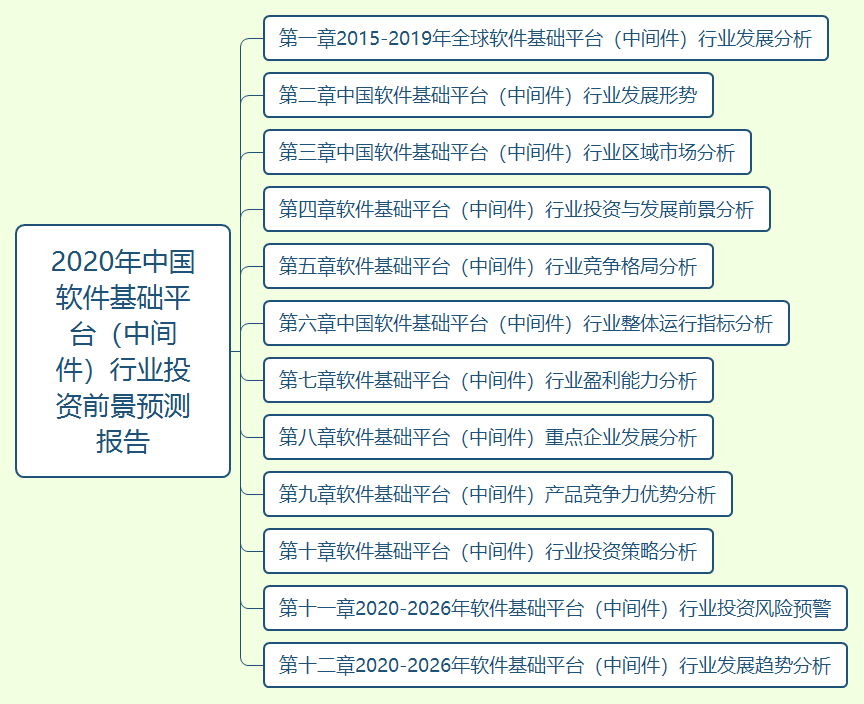 2020年中国
软件基础平
台（中间
件）行业投
资前景预测
报告
第一章2015-2019年全球软件基础平台（中间件）行业发展分析
第二章中国软件基础平台（中间件）行业发展形势
第三章中国软件基础平台（中间件）行业区域市场分析
第四章软件基础平台（中间件）行业投资与发展前景分析
第五章软件基础平台（中间件）行业竞争格局分析
第六章中国软件基础平台（中间件）行业整体运行指标分析
第七章软件基础平台（中间件）行业盈利能力分析
第八章软件基础平台（中间件）重点企业发展分析
第九章软件基础平台（中间件）产品竞争力优势分析
第十章软件基础平台（中间件）行业投资策略分析
第十一章2020-2026年软件基础平台（中间件）行业投资风险预警
第十二章2020-2026年软件基础平台（中间件）行业发展趋势分析